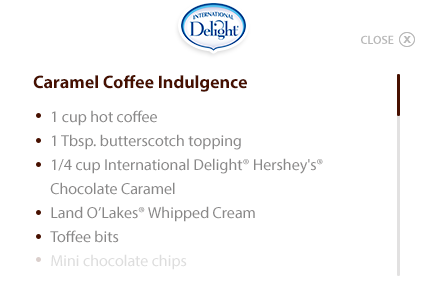 INTERNATIONAL
Delight®
CLOSE
Caramel Coffee Indulgence
1 cup hot coffee
1 Tbsp. butterscotch topping
1/4 cup International Delight® Hershey's®
Chocolate Caramel
Land O’Lakes® Whipped Cream
Toffee bits
Mini chocolate chips